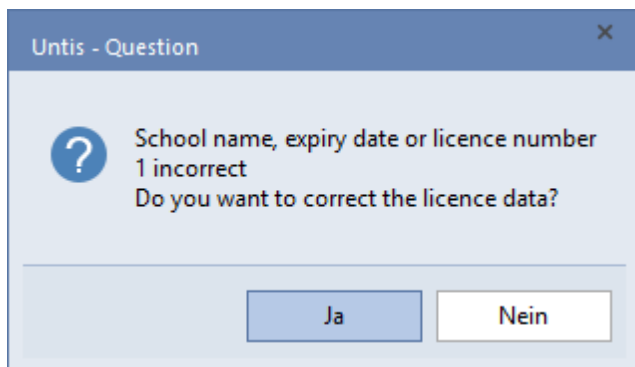 Untis - Question
School name, expiry date or licence number
1 incorrect
Do you want to correct the licence data?
Ja
Nein